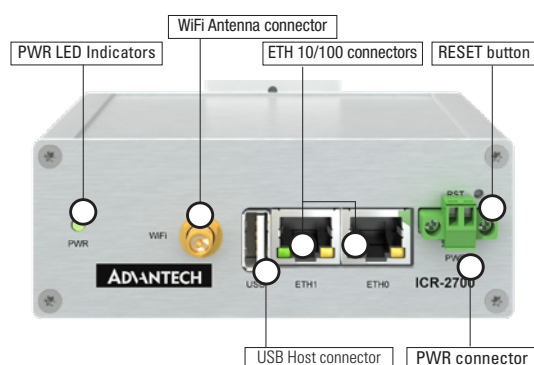 WiFi Antenna connector
PWR LED Indicators
ETH 10/100 connectors
RESET button
RST
PWR
WiFi
ADVANTECH
USB
ETH1
ETH0
PWR
ICR-2700
USB Host connector
PWR connector